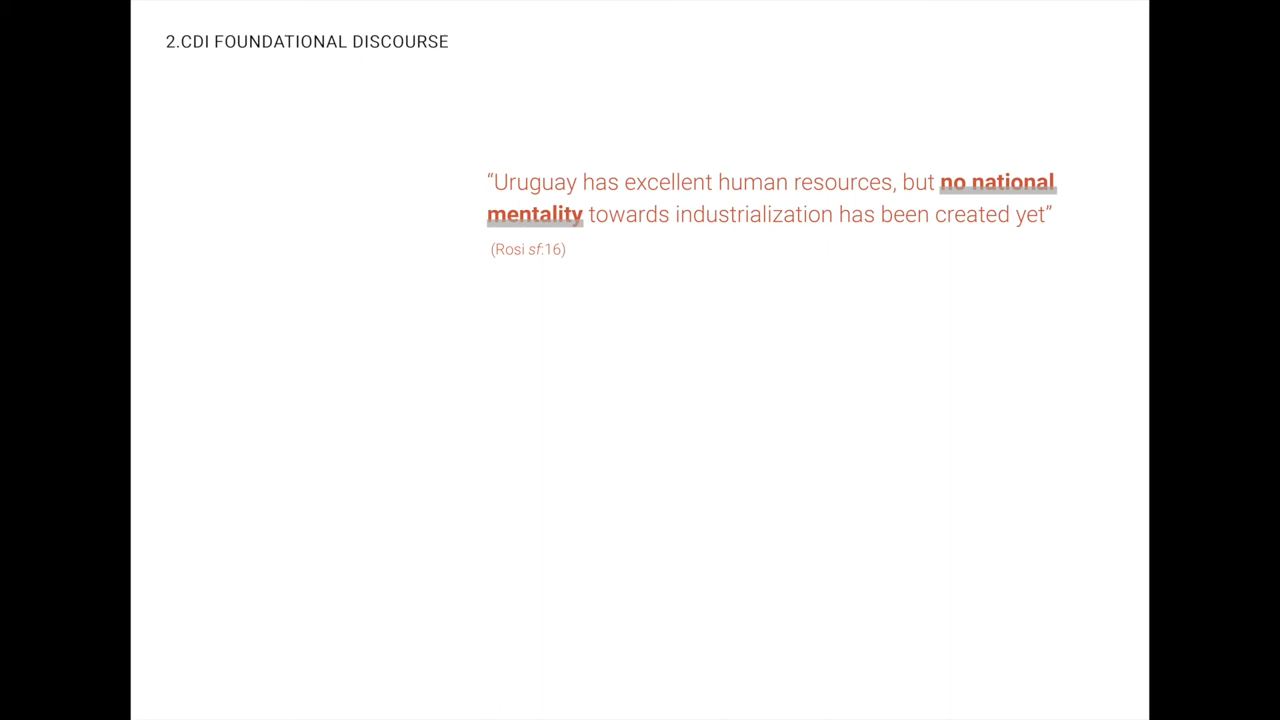 2.CDI FOUNDATIONAL DISCOURSE
“Uruguay has excellent human resources, but no national
mentality towards industrialization has been created yet”
(Rosi sf:16)